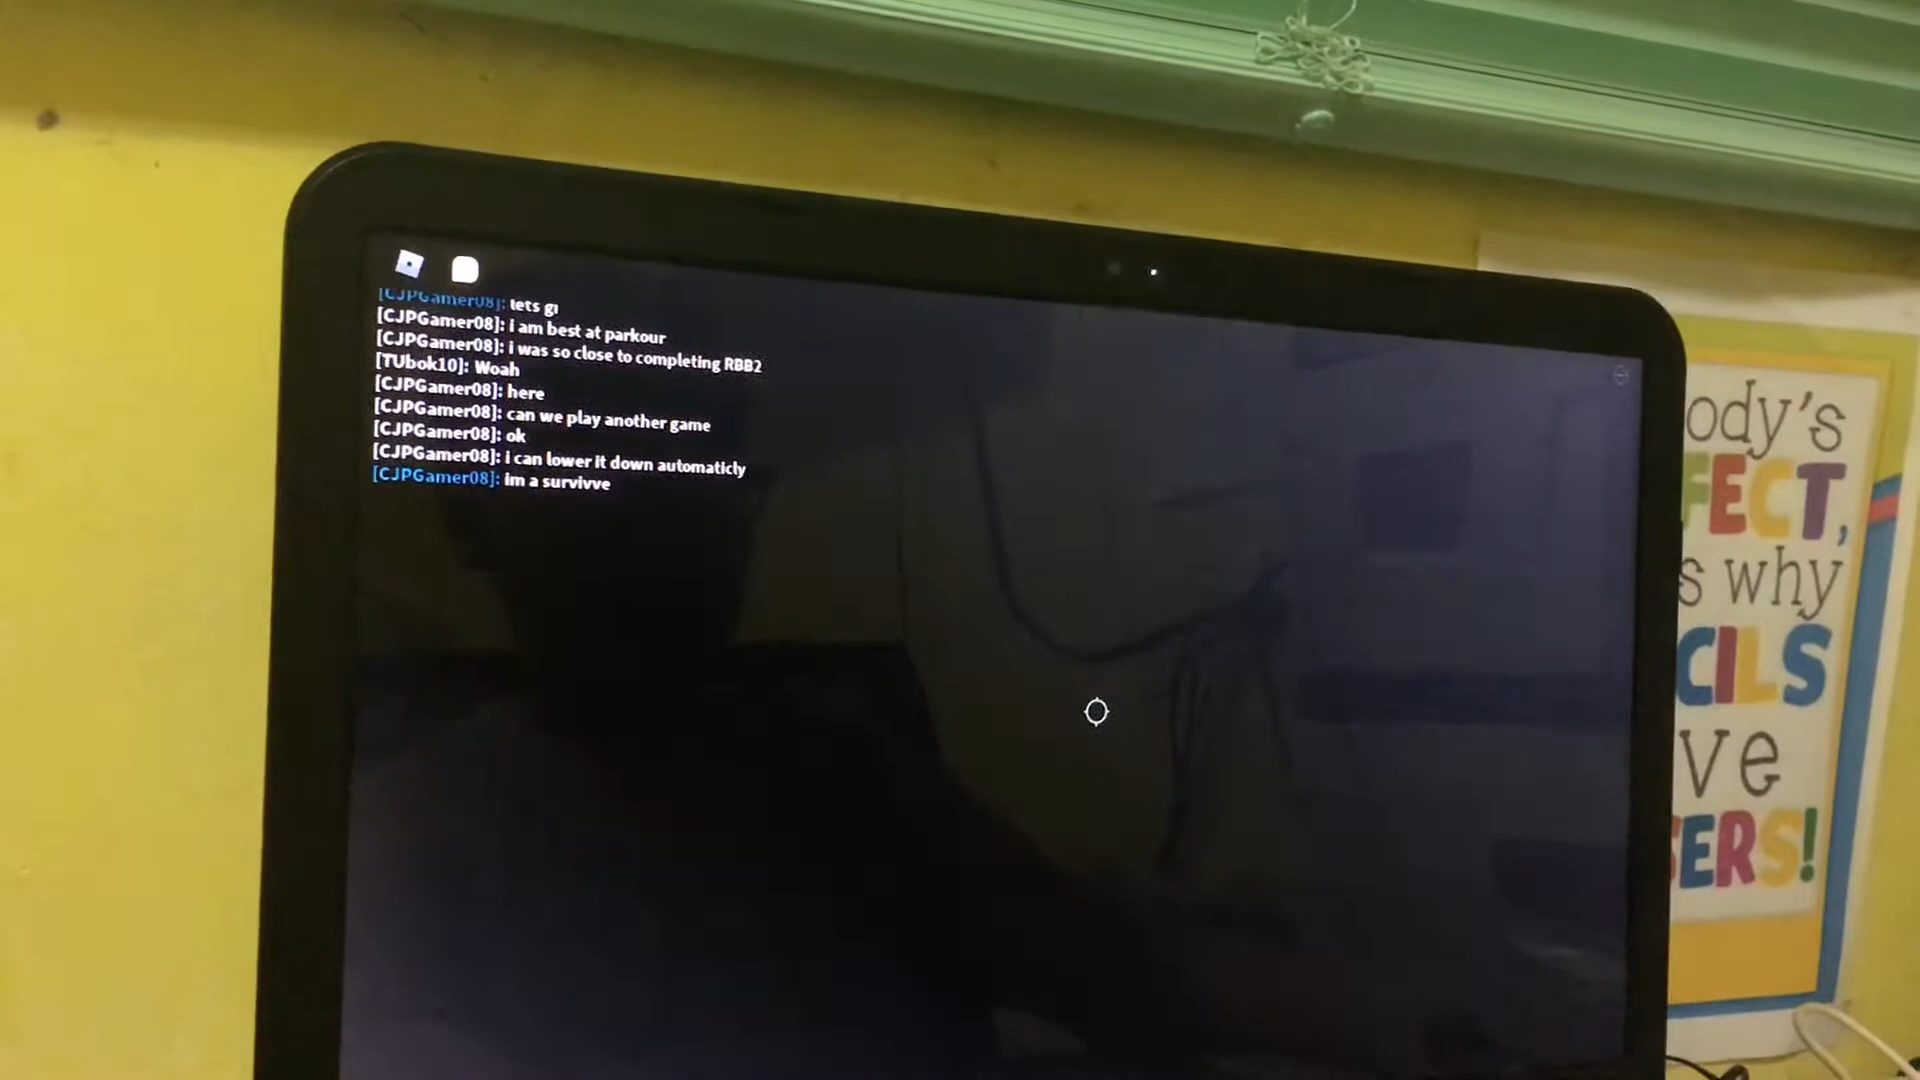 [CJPGamer08]: lets g
[CJPGamer08]: i am best at parkour
[CJPGamer08]: i was so close to completing RBB2
[TUbok10]: Woah
[CJPGamer08]: here
[CJPGamer08]: can we play another game
[CJPGamer08]: ok
[CJPGamer08]: i can lower it down automaticly
[CJPGamer08]: im a survivve
ody's
FECT,
s why
CILS
ve
SERS!